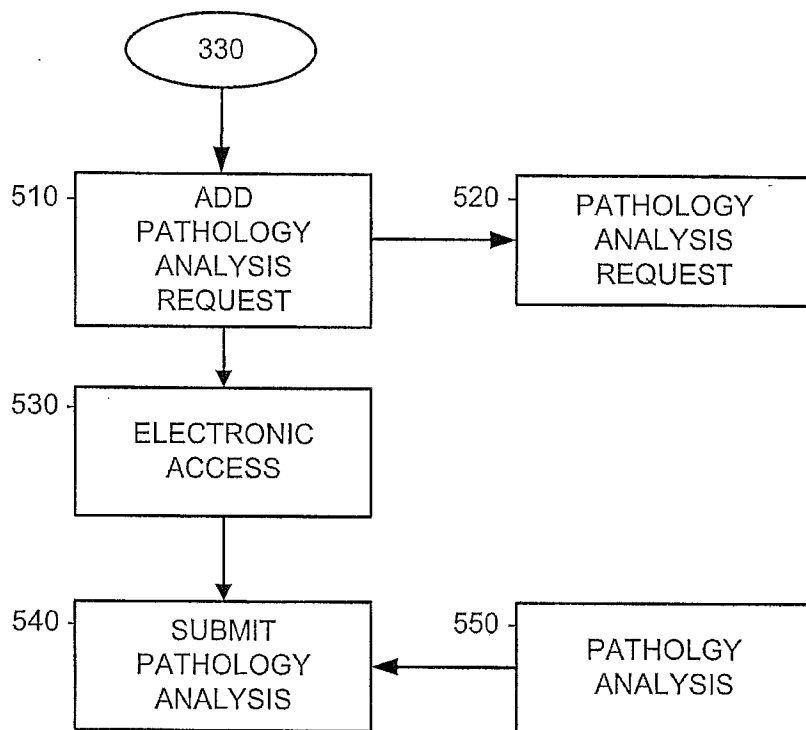 330
510
ADD
PATHOLOGY
ANALYSIS
REQUEST
520
PATHOLOGY
ANALYSIS
REQUEST
530
ELECTRONIC
ACCESS
540
SUBMIT
PATHOLOGY
ANALYSIS
550
PATHOLGY
ANALYSIS